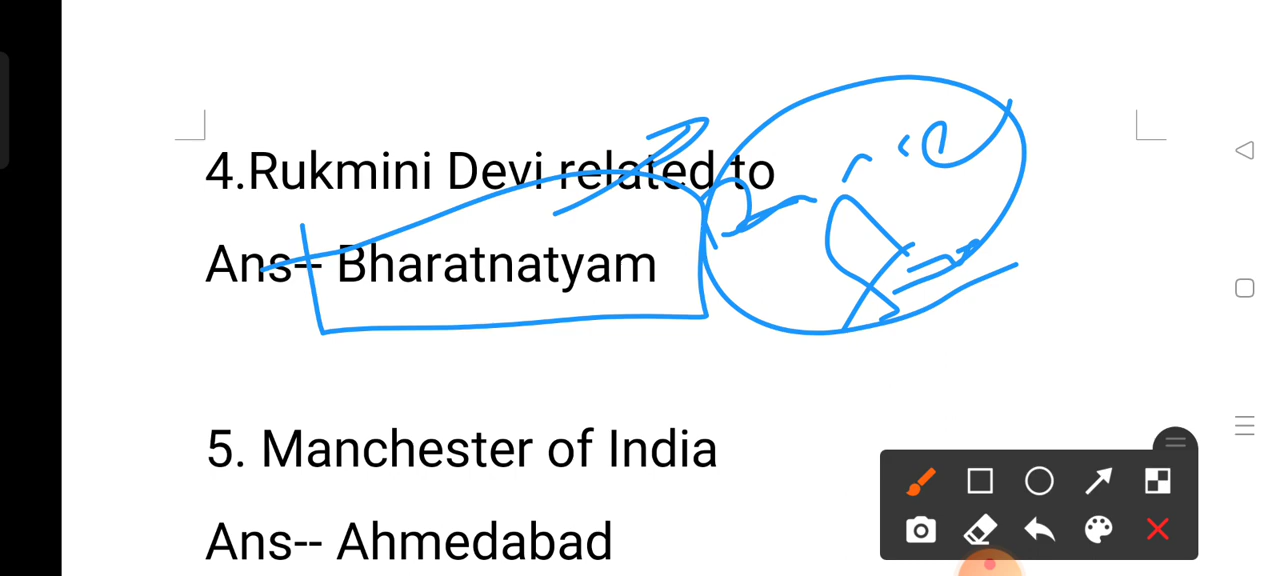 4.Rukmini Devi related to
Ans-- Bharatnatyam
5. Manchester of India
Ans-- Ahmedabad